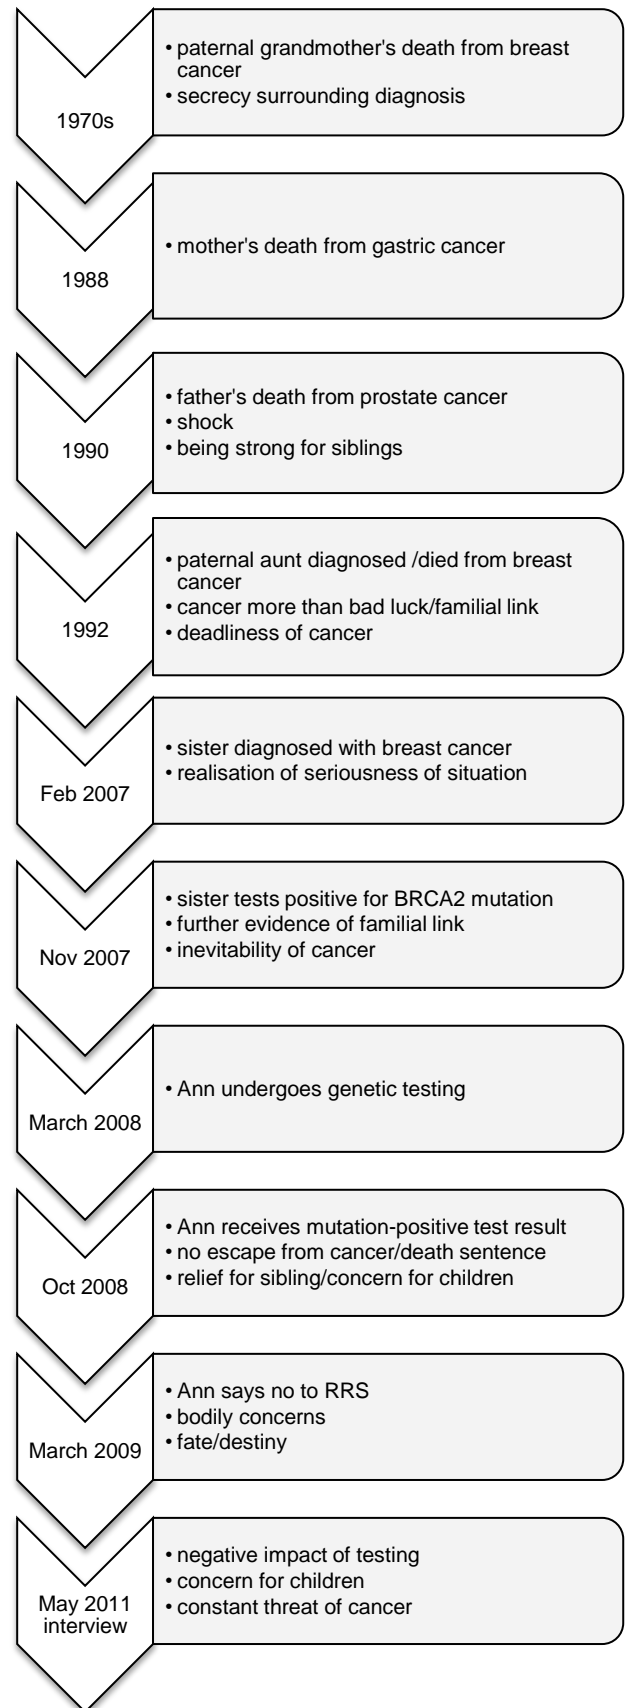 1970s
• paternal grandmother's death from breast
cancer
• secrecy surrounding diagnosis
1988
• mother's death from gastric cancer
1990
• father's death from prostate cancer
• shock
• being strong for siblings
1992
• paternal aunt diagnosed /died from breast
cancer
• cancer more than bad luck/familial link
• deadliness of cancer
Feb 2007
• sister diagnosed with breast cancer
• realisation of seriousness of situation
Nov 2007
• sister tests positive for BRCA2 mutation
• further evidence of familial link
• inevitability of cancer
March 2008
• Ann undergoes genetic testing
Oct 2008
• Ann receives mutation-positive test result
• no escape from cancer/death sentence
• relief for sibling/concern for children
March 2009
• Ann says no to RRS
• bodily concerns
• fate/destiny
May 2011
interview
• negative impact of testing
• concern for children
• constant threat of cancer